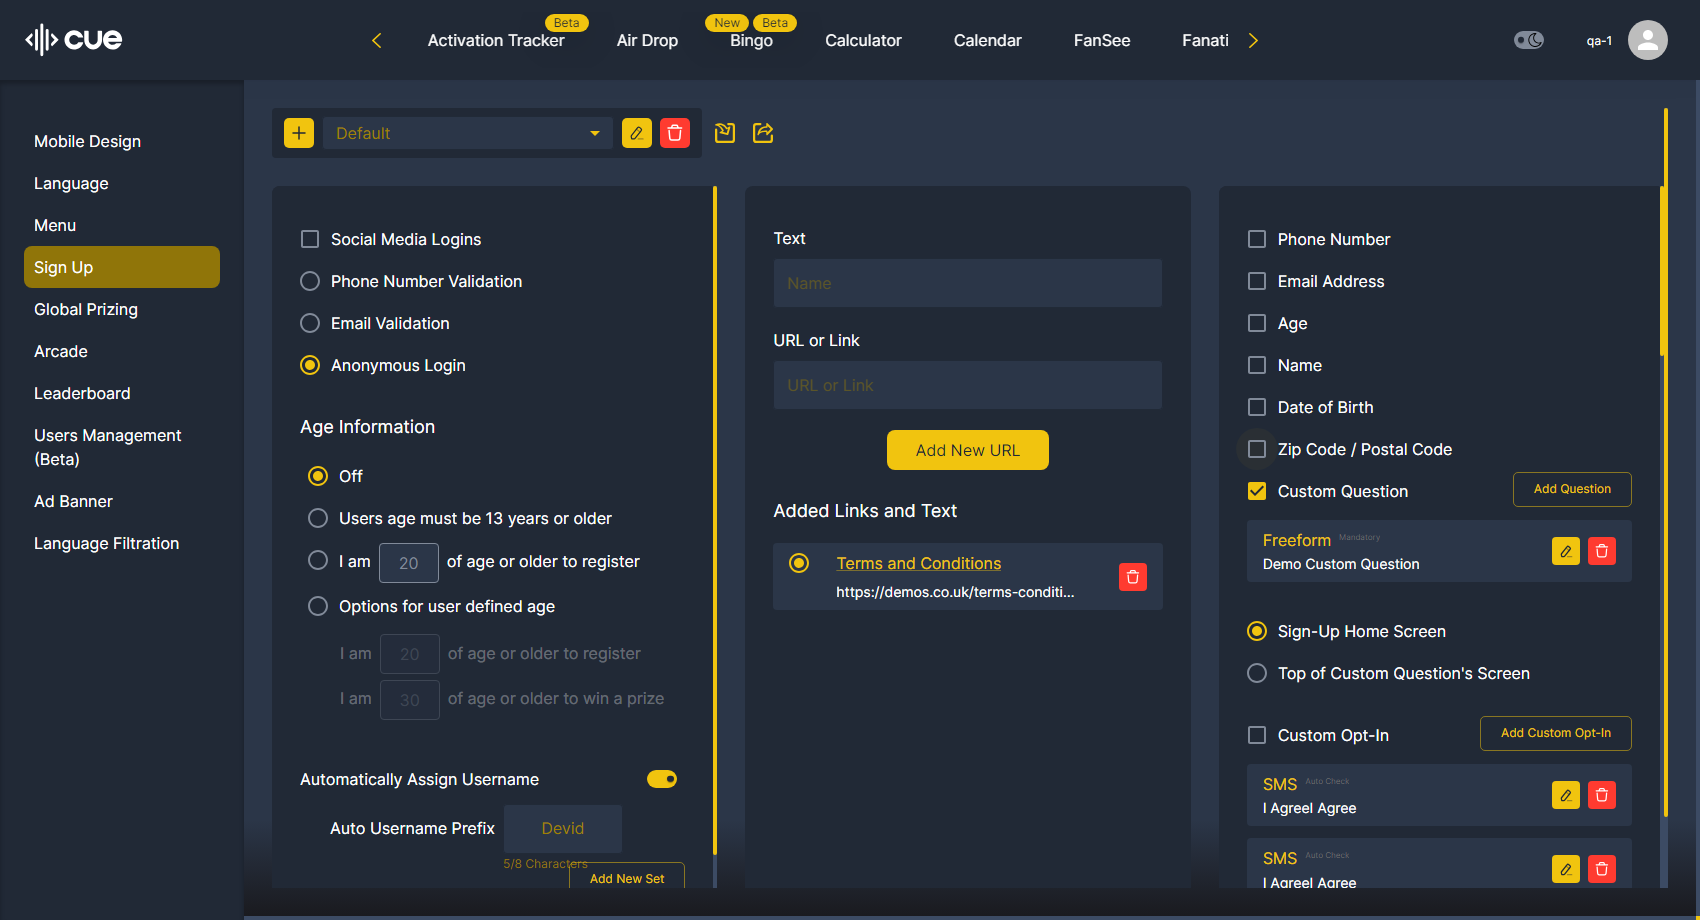 cue
Activation Tracker
Beta
Air Drop
New
Beta
Bingo
Calculator
Calendar
FanSee
Fanati
qa-1
Mobile Design
Language
Menu
Sign Up
Global Prizing
Arcade
Leaderboard
Users Management
(Beta)
Ad Banner
Language Filtration
Default
Social Media Logins
Phone Number Validation
Email Validation
Anonymous Login
Age Information
Off
Users age must be 13 years or older
I am 20 of age or older to register
Options for user defined age
I am 20 of age or older to register
I am 30 of age or older to win a prize
Automatically Assign Username
Auto Username Prefix Devid
5/8 Characters
Add New Set
Text
Name
URL or Link
URL or Link
Add New URL
Added Links and Text
Terms and Conditions
https://demos.co.uk/terms-conditi...
Phone Number
Email Address
Age
Name
Date of Birth
Zip Code / Postal Code
Custom Question
Add Question
Freeform Mandatory
Demo Custom Question
Sign-Up Home Screen
Top of Custom Question's Screen
Custom Opt-In
Add Custom Opt-In
SMS Auto Check
I AgreeI Agree
SMS Auto Check
I AgreeI Agree